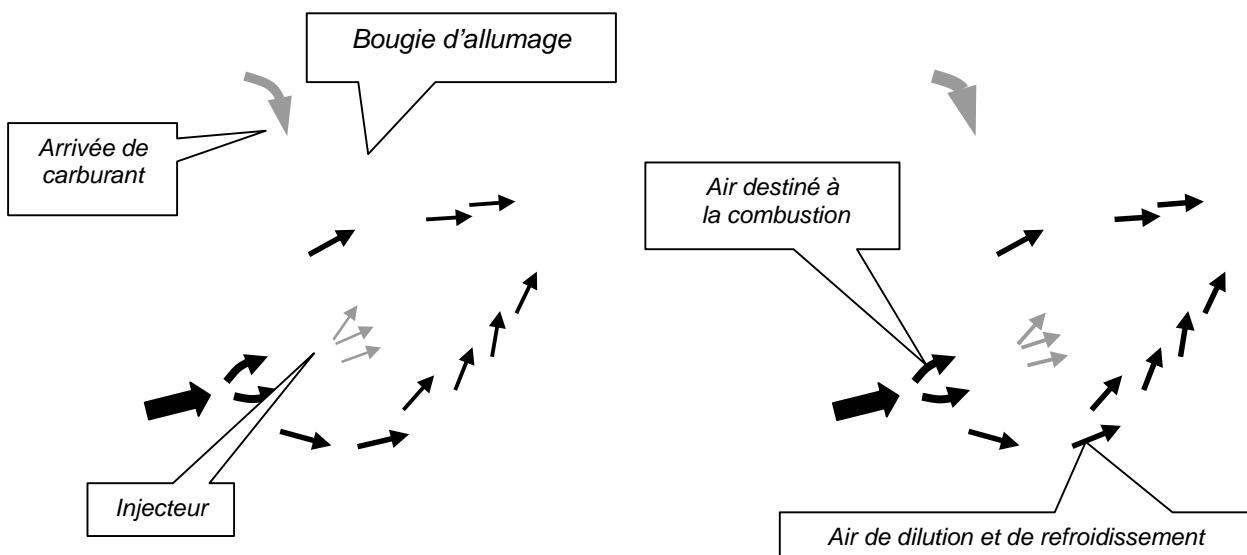 Bougie d’allumage
Arrivée de
carburant
Injecteur
Air destiné à
la combustion
Air de dilution et de refroidissement